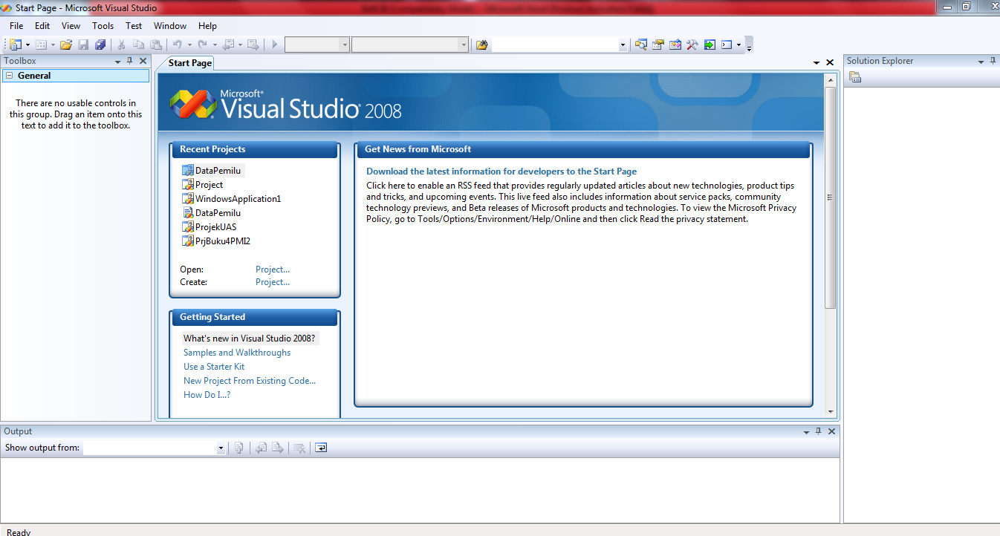 Start Page - Microsoft Visual Studio
File Edit View Tools Test Window Help
Toolbox
General
There are no usable controls in
this group. Drag an item onto this
text to add it to the toolbox.
Start Page
Microsoft®
Visual Studio® 2008
Recent Projects
DataPemilu
Project
WindowsApplication1
DataPemilu
ProjekUAS
PrjBuku4PMI2
Open: Project...
Create: Project...
Getting Started
What's new in Visual Studio 2008?
Samples and Walkthroughs
Use a Starter Kit
New Project From Existing Code...
How Do I...?
Get News from Microsoft
Download the latest information for developers to the Start Page
Click here to enable an RSS feed that provides regularly updated articles about new technologies, product tips
and tricks, and upcoming events. This live feed also includes information about service packs, community
technology previews, and Beta releases of Microsoft products and technologies. To view the Microsoft Privacy
Policy, go to Tools/Options/Environment/Help/Online and then click Read the privacy statement.
Solution Explorer
Output
Show output from:
Ready